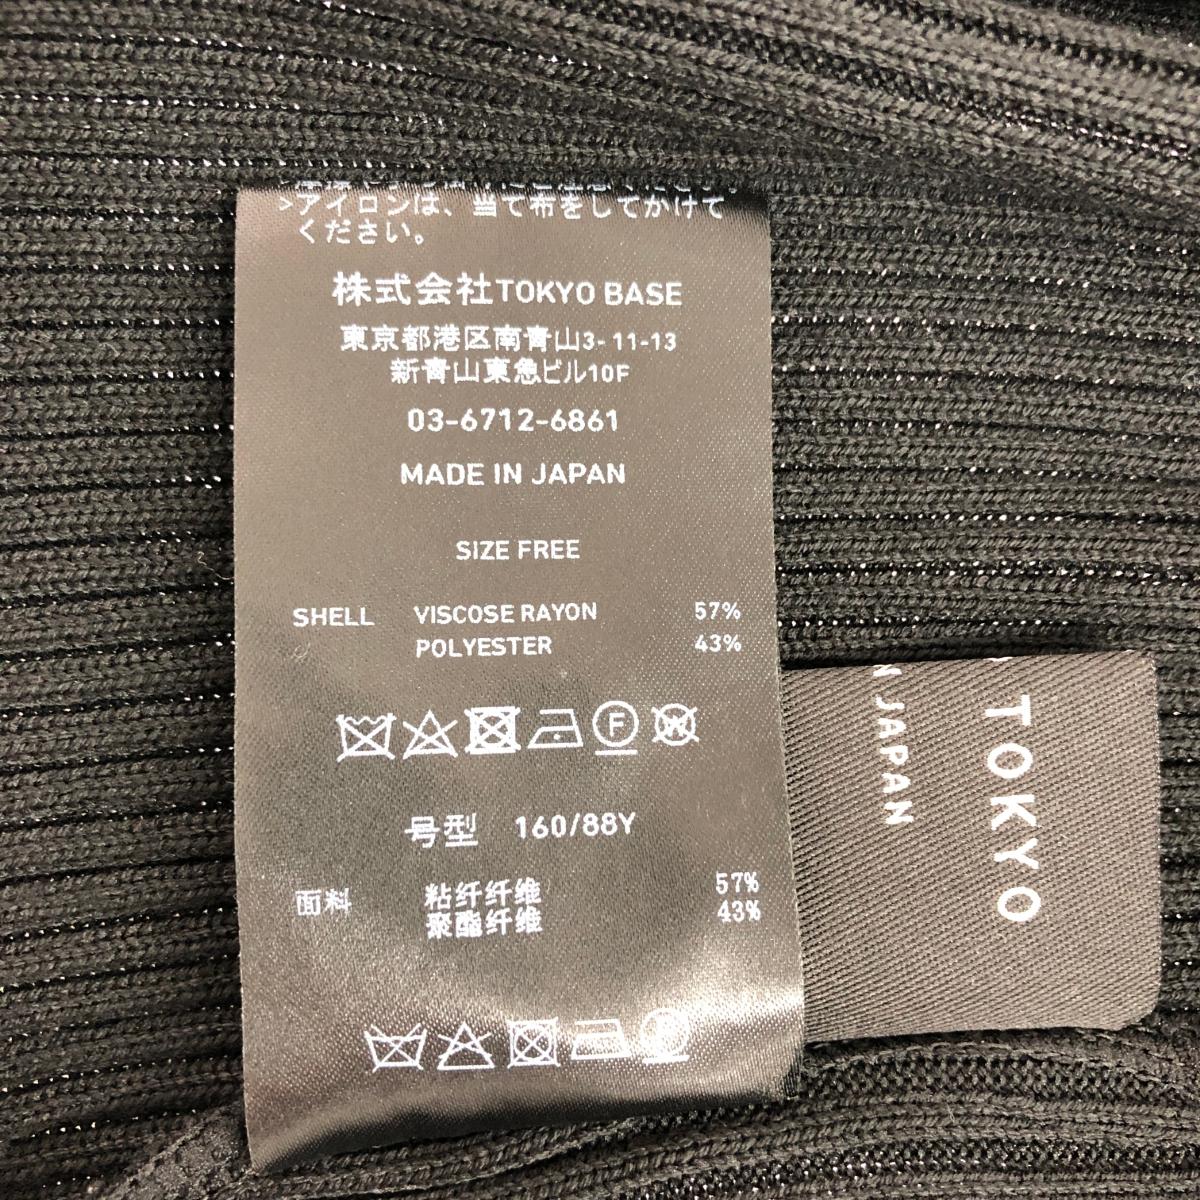 >アイロンは、当て布をしてかけて
ください。
株式会社TOKYO BASE
東京都港区南青山3-11-13
新青山東急ビル10F
03-6712-6861
MADE IN JAPAN
SIZE FREE
SHELL VISCOSE RAYON 57%
POLYESTER 43%
F W
号型 160/88Y
面料 粘纤纤维 57%
聚酯纤维 43%
TOKYO
N JAPAN